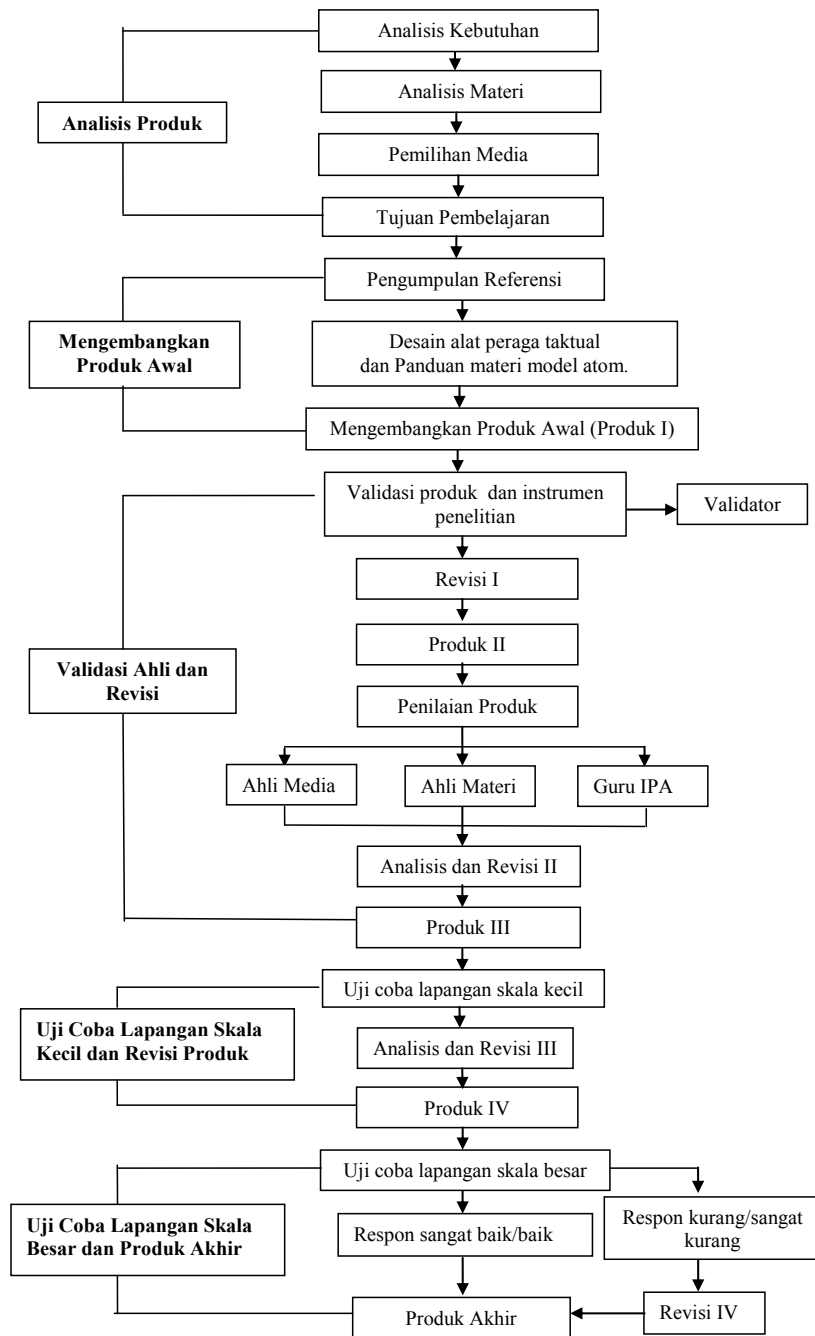 Analisis Kebutuhan
Analisis Materi
Analisis Produk
Pemilihan Media
Tujuan Pembelajaran
Pengumpulan Referensi
Mengembangkan
Produk Awal
Desain alat peraga taktual
dan Panduan materi model atom.
Mengembangkan Produk Awal (Produk I)
Validasi produk dan instrumen
penelitian
Validator
Revisi I
Produk II
Validasi Ahli dan
Revisi
Penilaian Produk
Ahli Media
Ahli Materi
Guru IPA
Analisis dan Revisi II
Produk III
Uji coba lapangan skala kecil
Uji Coba Lapangan Skala
Kecil dan Revisi Produk
Analisis dan Revisi III
Produk IV
Uji coba lapangan skala besar
Uji Coba Lapangan Skala
Besar dan Produk Akhir
Respon sangat baik/baik
Respon kurang/sangat
kurang
Produk Akhir
Revisi IV